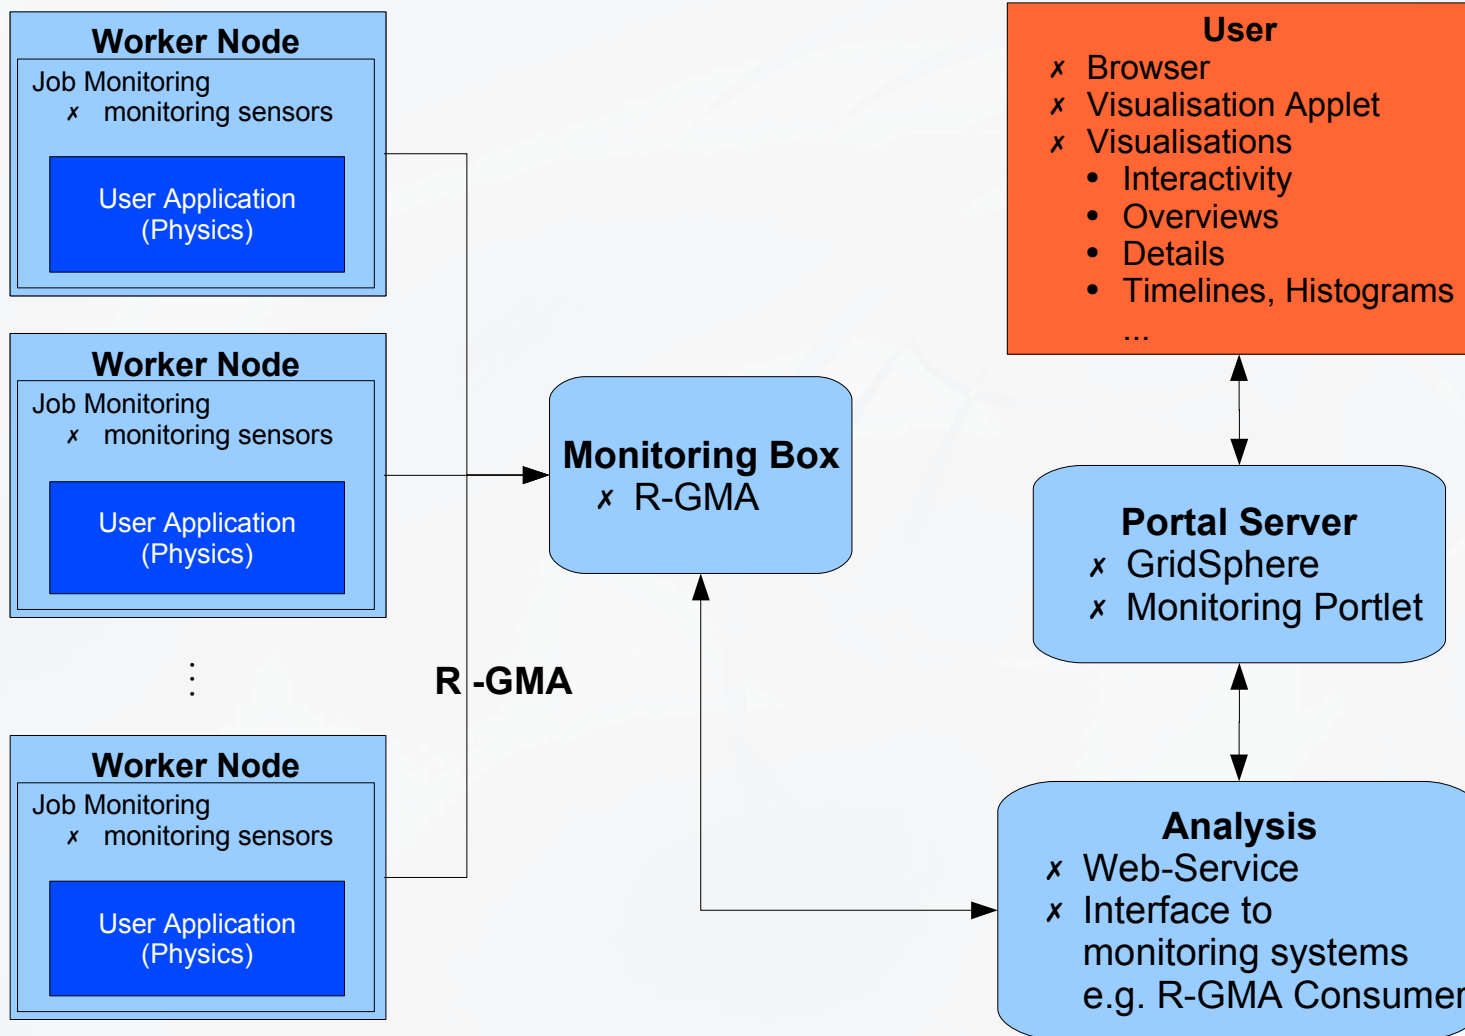 Worker Node
Job Monitoring
✗ monitoring sensors
User Application
(Physics)
Worker Node
Job Monitoring
✗ monitoring sensors
User Application
(Physics)
⋮
Worker Node
Job Monitoring
✗ monitoring sensors
User Application
(Physics)
R -GMA
Monitoring Box
✗ R-GMA
User
✗ Browser
✗ Visualisation Applet
✗ Visualisations
• Interactivity
• Overviews
• Details
• Timelines, Histograms
...
Portal Server
✗ GridSphere
✗ Monitoring Portlet
Analysis
✗ Web-Service
✗ Interface to
monitoring systems
e.g. R-GMA Consumer